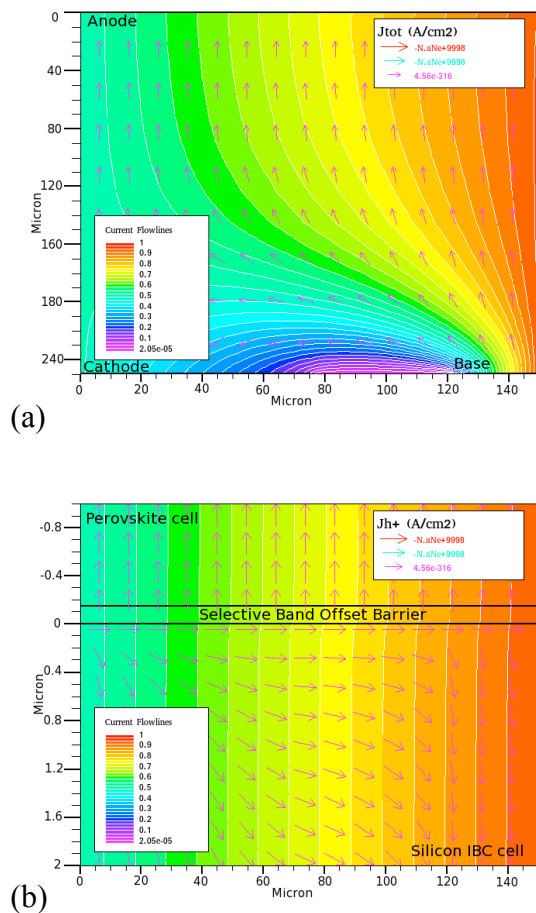 Anode
Jtot (A/cm2)
-N.aNe+9998
-N.aNe+9998
4.56e-316
0
40
80
120
160
180
200
240
Micron
Current Flowlines
1
0.9
0.8
0.7
0.6
0.5
0.4
0.3
0.2
0.1
2.05e-05
Cathode
Base
0 20 40 60 80 100 120 140
Micron
(a)
Perovskite cell
Jh+ (A/cm2)
-N.aNe+9998
-N.aNe+9998
4.56e-316
Selective Band Offset Barrier
-0.8
-0.4
0
0.4
0.8
1.2
1.6
2
Micron
Current Flowlines
1
0.9
0.8
0.7
0.6
0.5
0.4
0.3
0.2
0.1
2.05e-05
Silicon IBC cell
0 20 40 60 80 100 120 140
Micron
(b)